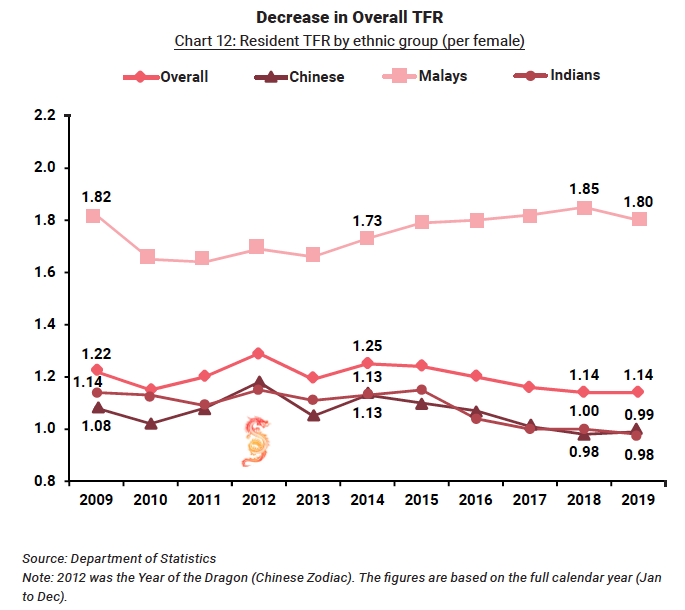 Decrease in Overall TFR
Chart 12: Resident TFR by ethnic group (per female)
Overall Chinese Malays Indians
2.2
2.0
1.8
1.6
1.4
1.2
1.0
0.8
1.82 1.73 1.85 1.80
1.22 1.25 1.14 1.14
1.14 1.13 1.00 0.99
1.08 1.13 0.98 0.98
2009 2010 2011 2012 2013 2014 2015 2016 2017 2018 2019
Source: Department of Statistics
Note: 2012 was the Year of the Dragon (Chinese Zodiac). The figures are based on the full calendar year (Jan
to Dec).